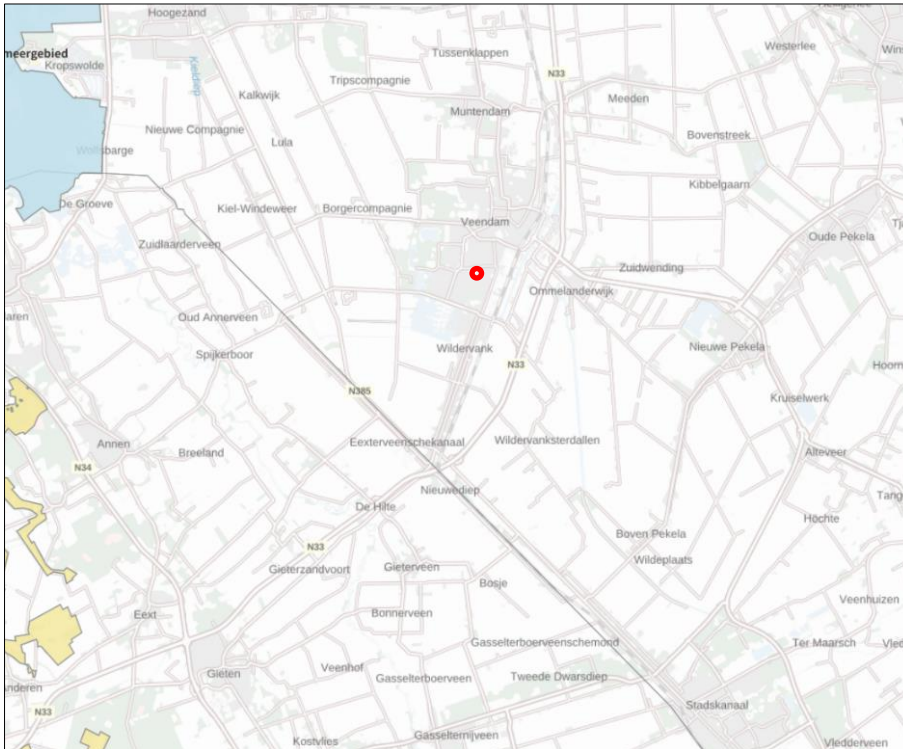 Hoogezand
Westerlee
meergebied
Kropswolde
Tussenklappen
Kieldiep
Tripscompagnie
N33
Kalkwijk
Meeden
Muntendam
Nieuwe Compagnie
Lula
Bovenstreek
Wolfsbarge
Kibbelgaarn
De Groeve
Kiel-Windeweer
Borgercompagnie
Veendam
Zuidlaarderveen
Oude Pekela
Zuidwending
Ommelanderwijk
Oud Annerveen
Nieuwe Pekela
Spijkerboor
Wildervank
N33
N385
Kruiselwerk
Annen
Breeland
Eexterveenschekanaal
Wildervanksterdallen
Alteveer
N34
Nieuwediep
De Hilte
Höchte
Boven Pekela
N33
Wildeplaats
Gieterzandvoort
Gieterveen
Bosje
Veenhuizen
Eext
Bonnerveen
Gasselterboerveenschemond
Ter Maarsch
Gieten
Veenhof
Gasselterboerveen
Tweede Dwarsdiep
Stadskanaal
N33
Gasselternijveen
Kostvlies
Vledderveen